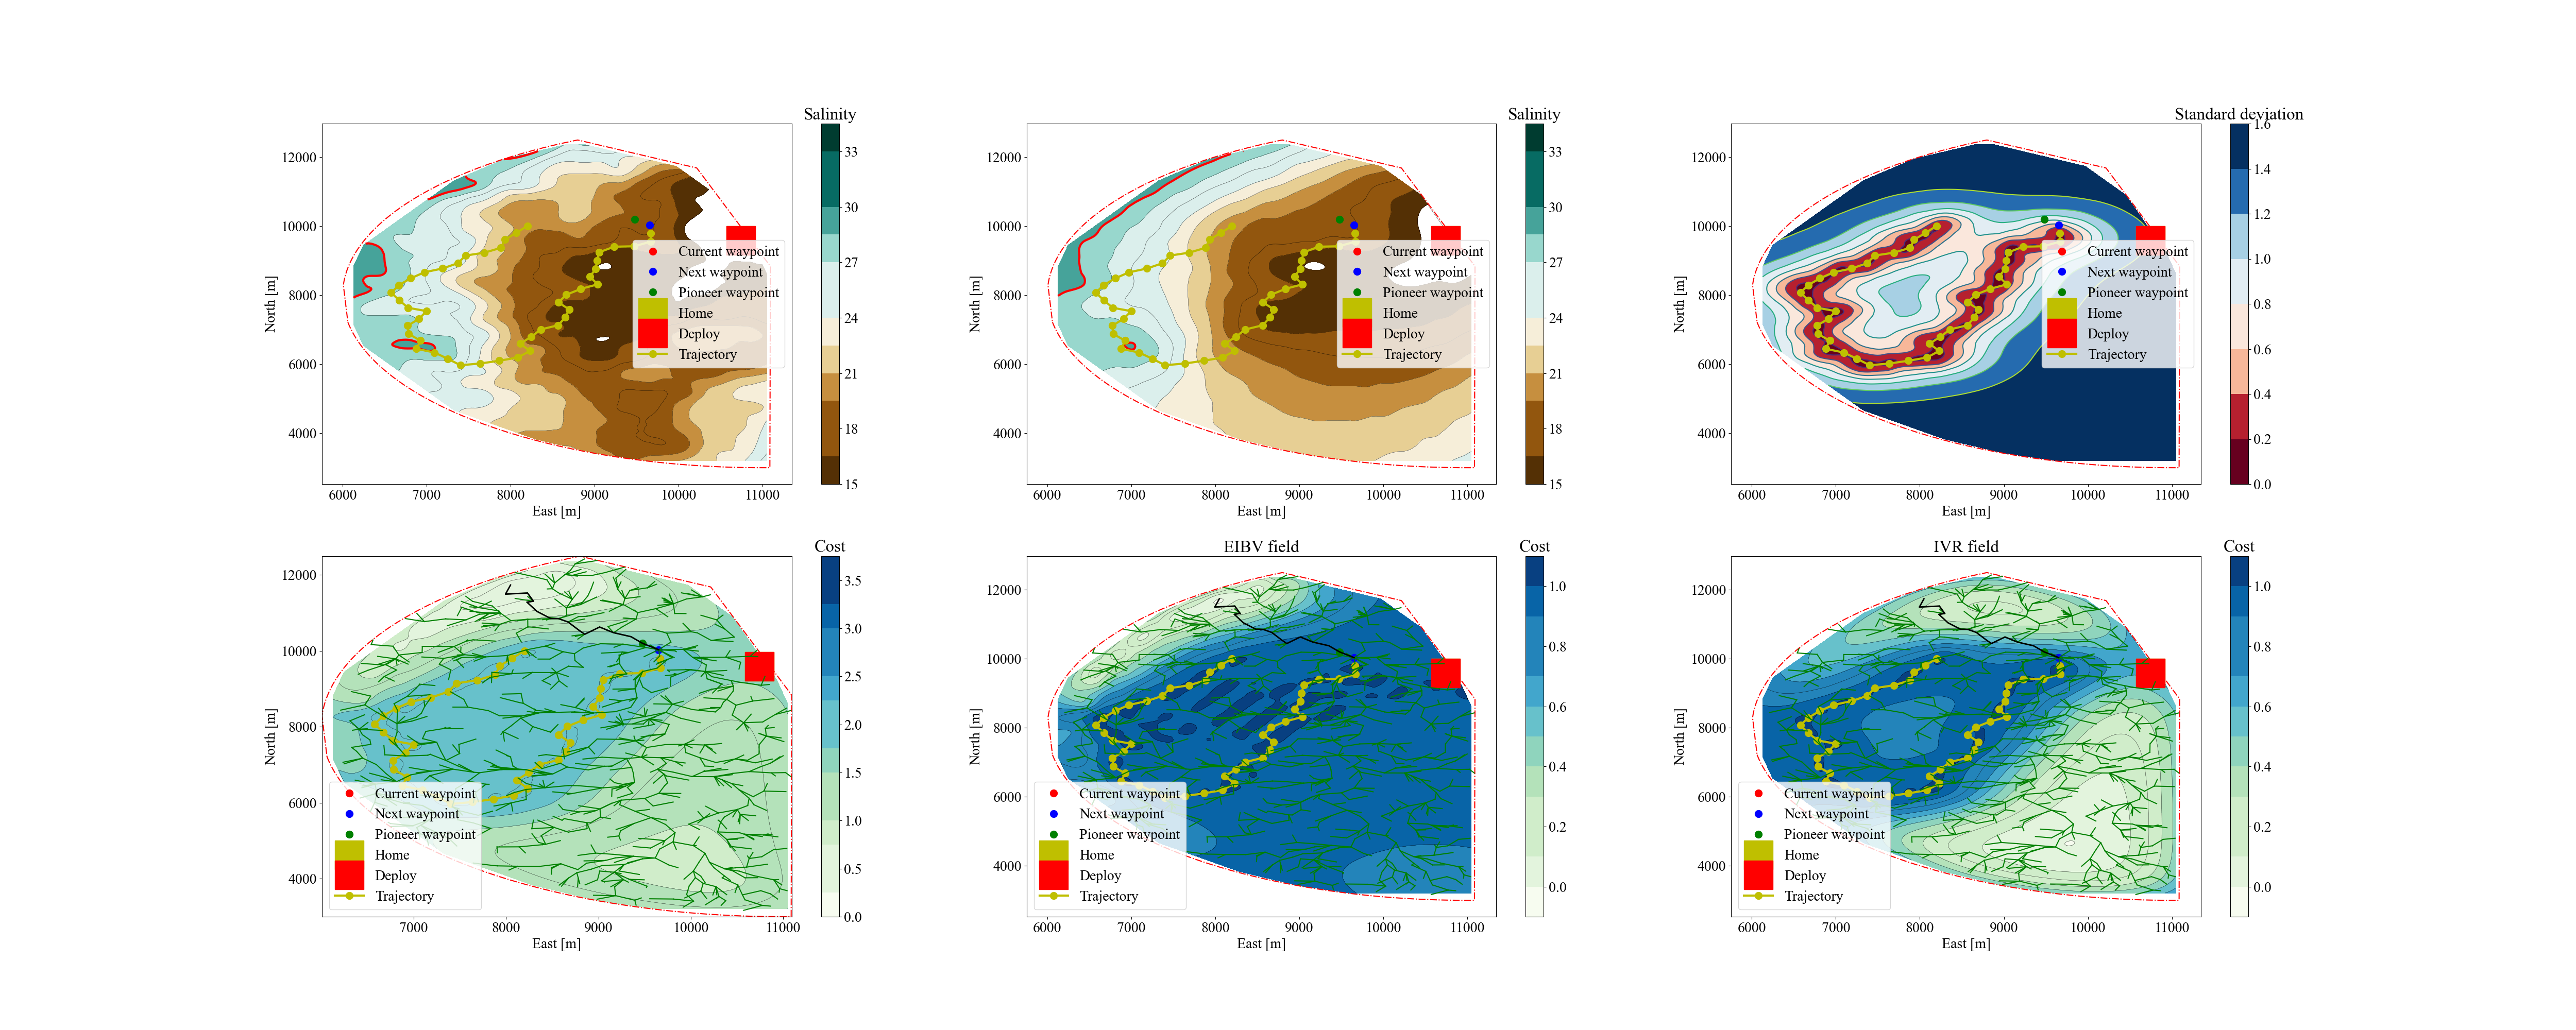 Salinity
12000
10000
8000
6000
4000
6000
7000
8000
9000
10000
11000
North [m]
East [m]
33
30
27
24
21
18
15
Current waypoint
Next waypoint
Pioneer waypoint
Home
Deploy
Trajectory
Salinity
12000
10000
8000
6000
4000
6000
7000
8000
9000
10000
11000
North [m]
East [m]
33
30
27
24
21
18
15
Current waypoint
Next waypoint
Pioneer waypoint
Home
Deploy
Trajectory
Standard deviation
12000
10000
8000
6000
4000
6000
7000
8000
9000
10000
11000
North [m]
East [m]
1.6
1.4
1.2
1.0
0.8
0.6
0.4
0.2
0.0
Current waypoint
Next waypoint
Pioneer waypoint
Home
Deploy
Trajectory
Cost
12000
10000
8000
6000
4000
7000
8000
9000
10000
11000
North [m]
East [m]
3.5
3.0
2.5
2.0
1.5
1.0
0.5
0.0
Current waypoint
Next waypoint
Pioneer waypoint
Home
Deploy
Trajectory
EIBV field
Cost
12000
10000
8000
6000
4000
6000
7000
8000
9000
10000
11000
North [m]
East [m]
1.0
0.8
0.6
0.4
0.2
0.0
Current waypoint
Next waypoint
Pioneer waypoint
Home
Deploy
Trajectory
IVR field
Cost
12000
10000
8000
6000
4000
6000
7000
8000
9000
10000
11000
North [m]
East [m]
1.0
0.8
0.6
0.4
0.2
0.0
Current waypoint
Next waypoint
Pioneer waypoint
Home
Deploy
Trajectory